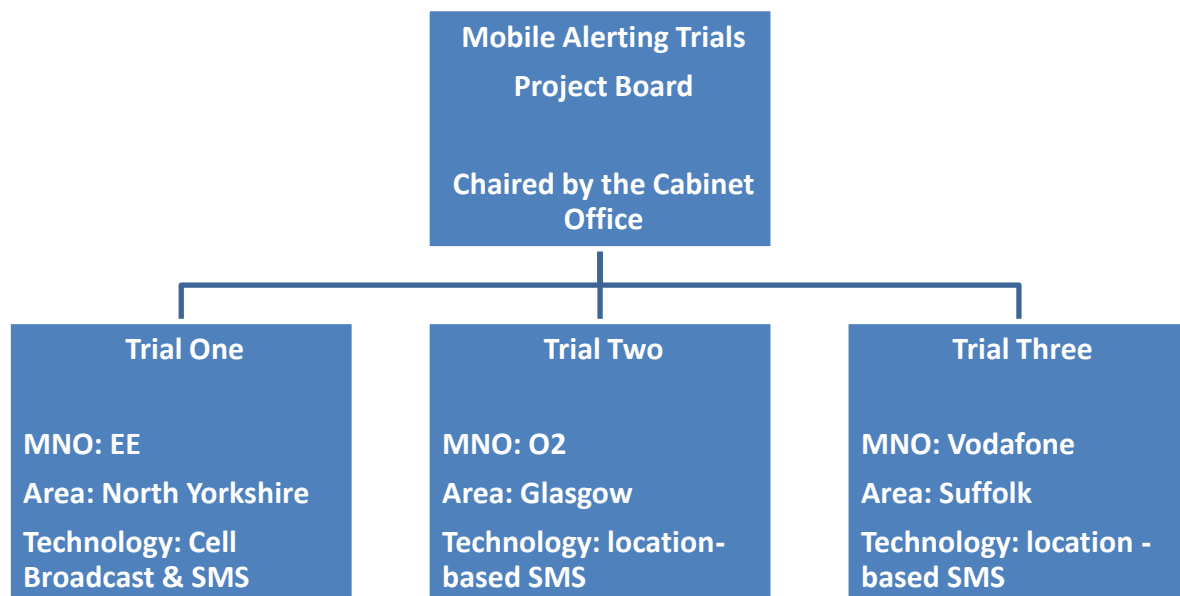 Mobile Alerting Trials
Project Board
Chaired by the Cabinet
Office
Trial One
MNO: EE
Area: North Yorkshire
Technology: Cell
Broadcast & SMS
Trial Two
MNO: O2
Area: Glasgow
Technology: location-
based SMS
Trial Three
MNO: Vodafone
Area: Suffolk
Technology: location -
based SMS